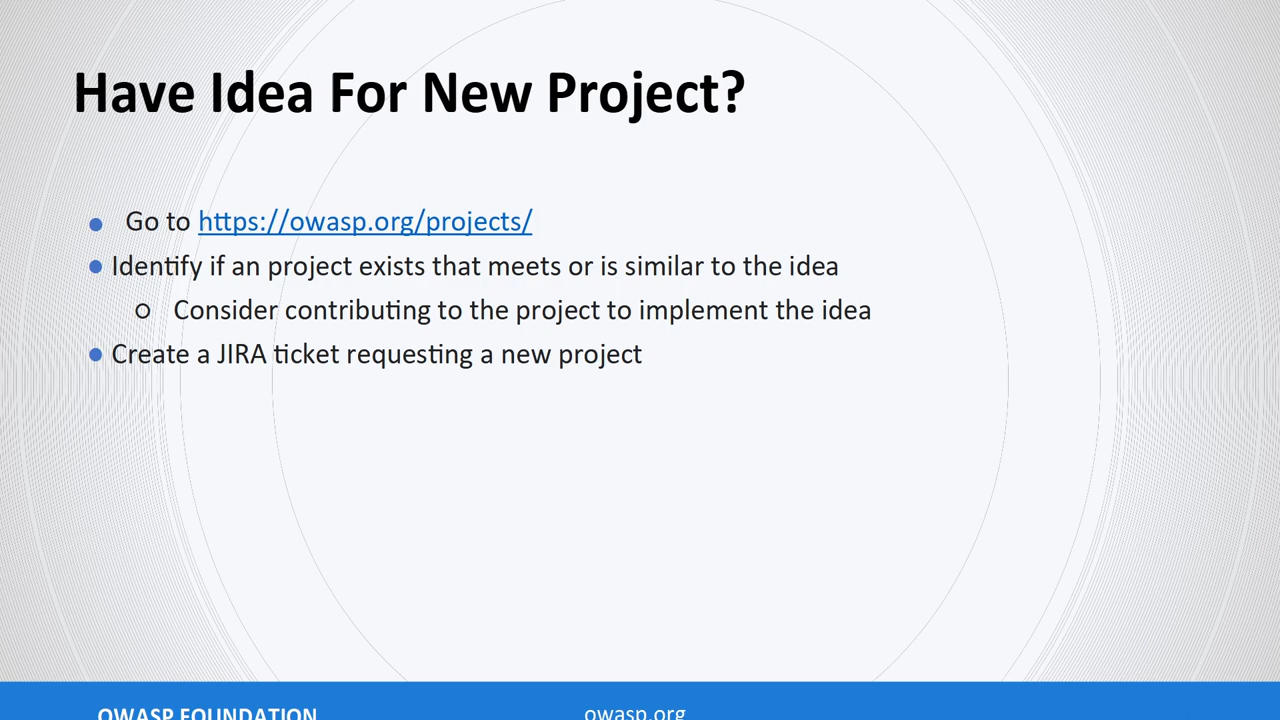 Have Idea For New Project?
Go to https://owasp.org/projects/
Identify if an project exists that meets or is similar to the idea
Consider contributing to the project to implement the idea
Create a JIRA ticket requesting a new project
OWASP FOUNDATION
owasp.org